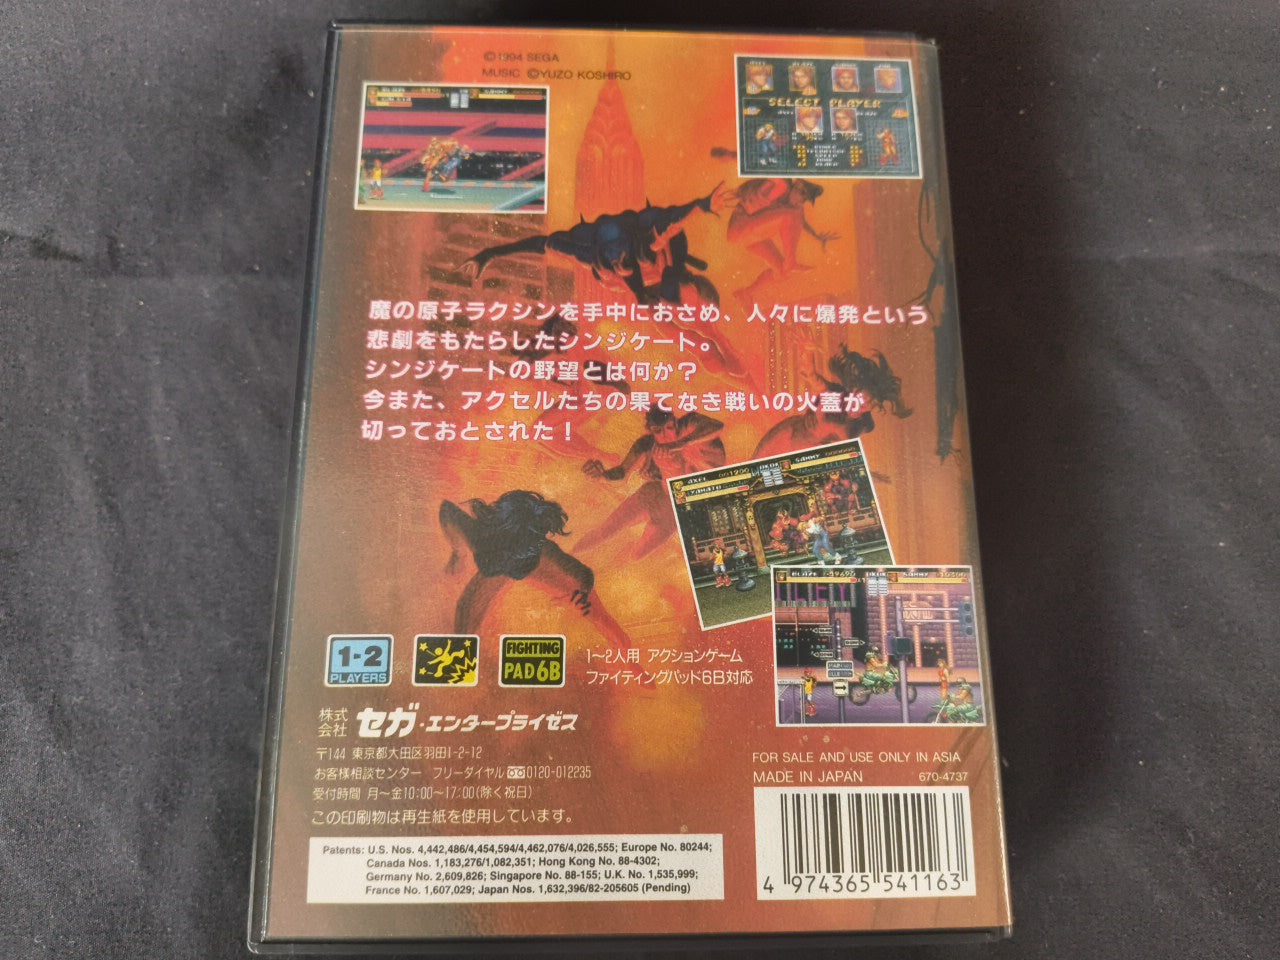 ©1994 SEGA
MUSIC ©YUZO KOSHIRO
SELECT PLAYER
魔の原子ラクシンを手中におさめ、人々に爆発という
悲劇をもたらしたシンジケート。
シンジケートの野望とは何か?
今また、アクセルたちの果てなき戦いの火蓋が
切っておとされた!
AXEL 001200
SAMMY 000000
YAMATO
BLAZE
SAMMY
1-2
PLAYERS
FIGHTING
PAD 6B
1〜2人用 アクションゲーム
ファイティングパッド6B対応
株式会社 セガ・エンタープライゼス
〒144 東京都大田区羽田1-2-12
お客様相談センター フリーダイヤル 0120-012235
受付時間 月〜金10:00〜17:00(除く祝日)
この印刷物は再生紙を使用しています。
FOR SALE AND USE ONLY IN ASIA
MADE IN JAPAN 670-4737
Patents: U.S. Nos. 4,442,486/4,454,594/4,462,076/4,026,555; Europe No. 80244;
Canada Nos. 1,183,276/1,082,351; Hong Kong No. 88-4302;
Germany No. 2,609,826; Singapore No. 88-155; U.K. No. 1,535,999;
France No. 1,607,029; Japan Nos. 1,632,396/82-205605 (Pending)
4 974365 541163